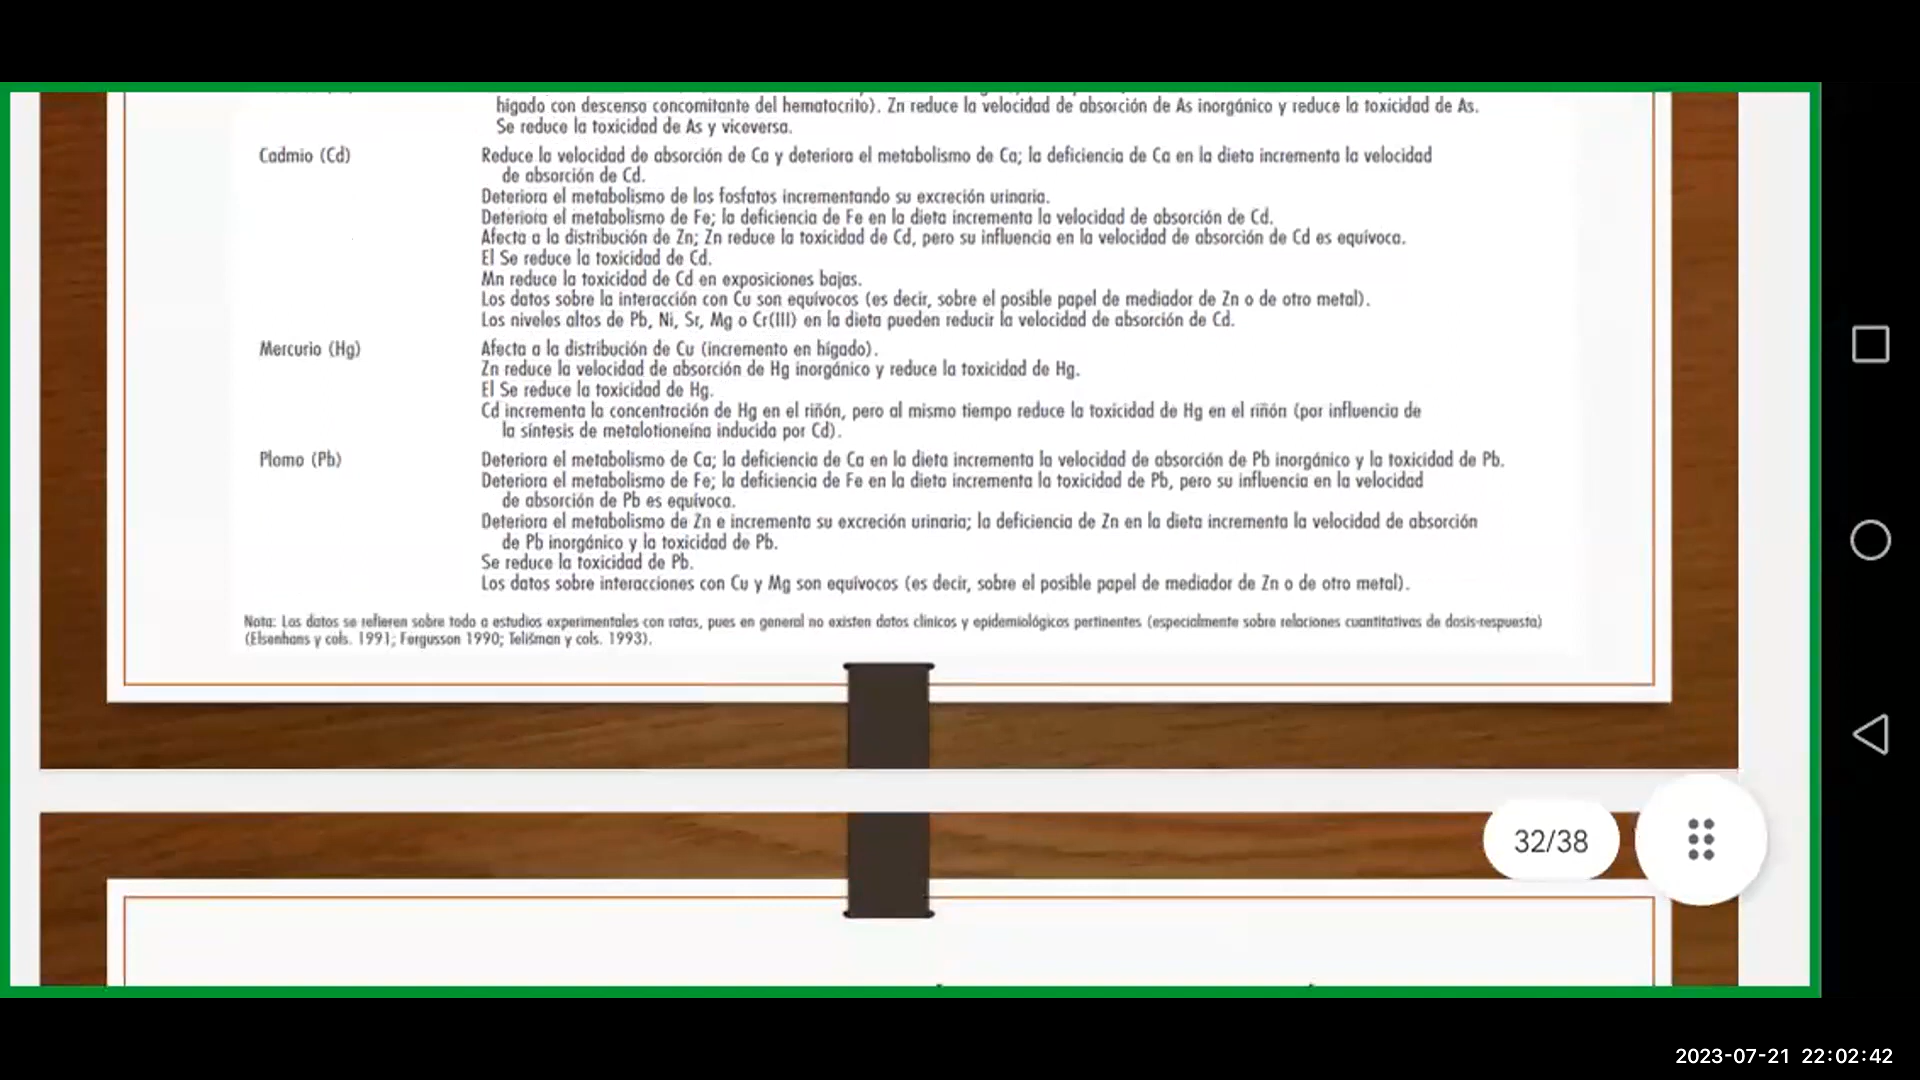 hígado con descenso concomitante del hematocrito). Zn reduce la velocidad de absorción de As inorgánico y reduce la toxicidad de As.
Se reduce la toxicidad de As y viceversa.
Cadmio (Cd)
Reduce la velocidad de absorción de Ca y deteriora el metabolismo de Ca; la deficiencia de Ca en la dieta incrementa la velocidad
de absorción de Cd.
Deteriora el metabolismo de los fosfatos incrementando su excreción urinaria.
Deteriora el metabolismo de Fe; la deficiencia de Fe en la dieta incrementa la velocidad de absorción de Cd.
Afecta a la distribución de Zn; Zn reduce la toxicidad de Cd, pero su influencia en la velocidad de absorción de Cd es equívoca.
El Se reduce la toxicidad de Cd.
Mn reduce la toxicidad de Cd en exposiciones bajas.
Los datos sobre la interacción con Cu son equívocos (es decir, sobre el posible papel de mediador de Zn o de otro metal).
Los niveles altos de Pb, Ni, Sr, Mg o Cr(III) en la dieta pueden reducir la velocidad de absorción de Cd.
Mercurio (Hg)
Afecta a la distribución de Cu (incremento en hígado).
Zn reduce la velocidad de absorción de Hg inorgánico y reduce la toxicidad de Hg.
El Se reduce la toxicidad de Hg.
Cd incrementa la concentración de Hg en el riñón, pero al mismo tiempo reduce la toxicidad de Hg en el riñón (por influencia de
la síntesis de metalotioneína inducida por Cd).
Plomo (Pb)
Deteriora el metabolismo de Ca; la deficiencia de Ca en la dieta incrementa la velocidad de absorción de Pb inorgánico y la toxicidad de Pb.
Deteriora el metabolismo de Fe; la deficiencia de Fe en la dieta incrementa la toxicidad de Pb, pero su influencia en la velocidad
de absorción de Pb es equívoca.
Deteriora el metabolismo de Zn e incrementa su excreción urinaria; la deficiencia de Zn en la dieta incrementa la velocidad de absorción
de Pb inorgánico y la toxicidad de Pb.
Se reduce la toxicidad de Pb.
Los datos sobre interacciones con Cu y Mg son equívocos (es decir, sobre el posible papel de mediador de Zn o de otro metal).
Nota: Los datos se refieren sobre todo a estudios experimentales con ratas, pues en general no existen datos clínicos y epidemiológicos pertinentes (especialmente sobre relaciones cuantitativas de dosis-respuesta)
(Elsenhans y cols. 1991; Fergusson 1990; Telišman y cols. 1993).
32/38
2023-07-21 22:02:42